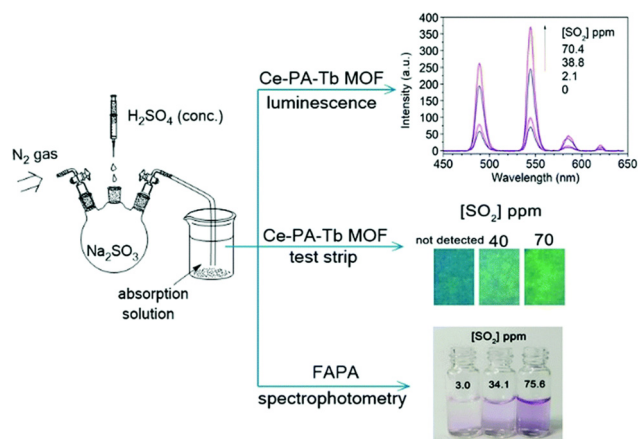 H₂SO₄ (conc.)
N₂ gas
Na₂SO₃
absorption
solution
Ce-PA-Tb MOF
luminescence
Ce-PA-Tb MOF
test strip
FAPA
spectrophotometry
Intensity (a.u.)
400
350
300
250
200
150
100
50
0
[SO₂] ppm
70.4
38.8
2.1
0
450 500 550 600 650
Wavelength (nm)
[SO₂] ppm
not detected 40 70
[SO₂] ppm
3.0 34.1 75.6